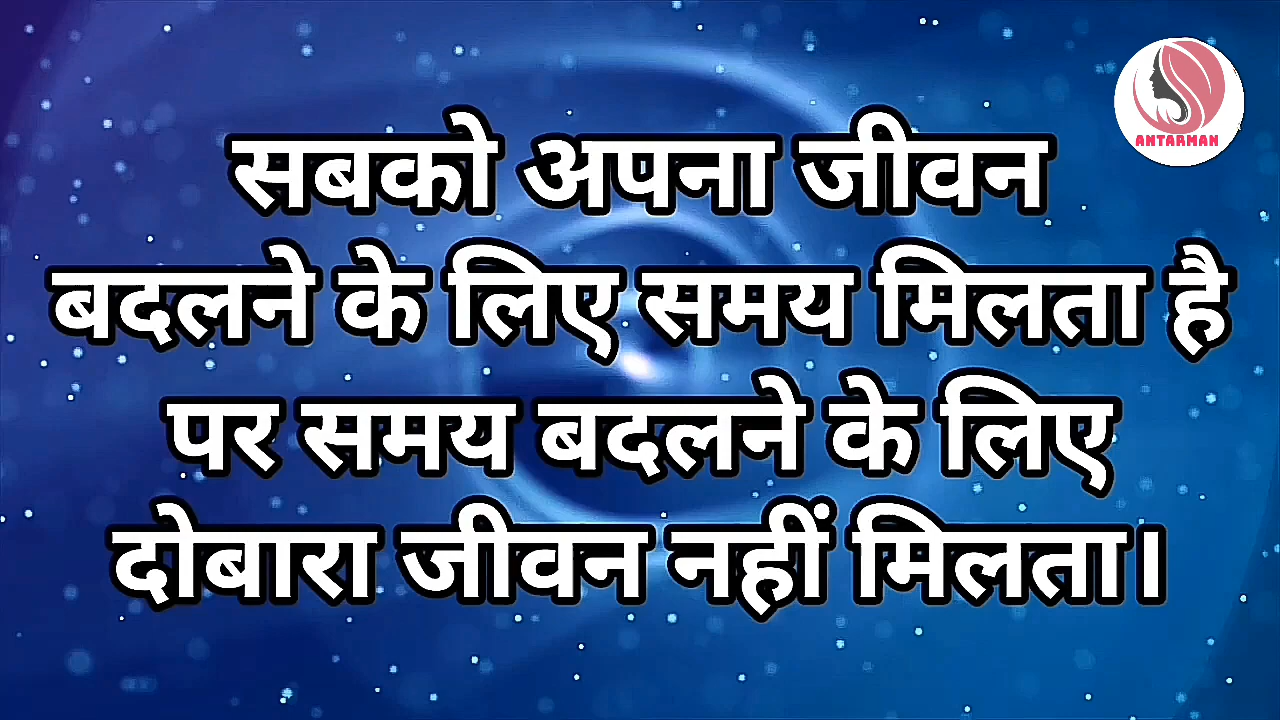 ANTARMAN
सबको अपना जीवन
बदलने के लिए समय मिलता है
पर समय बदलने के लिए
दोबारा जीवन नहीं मिलता।